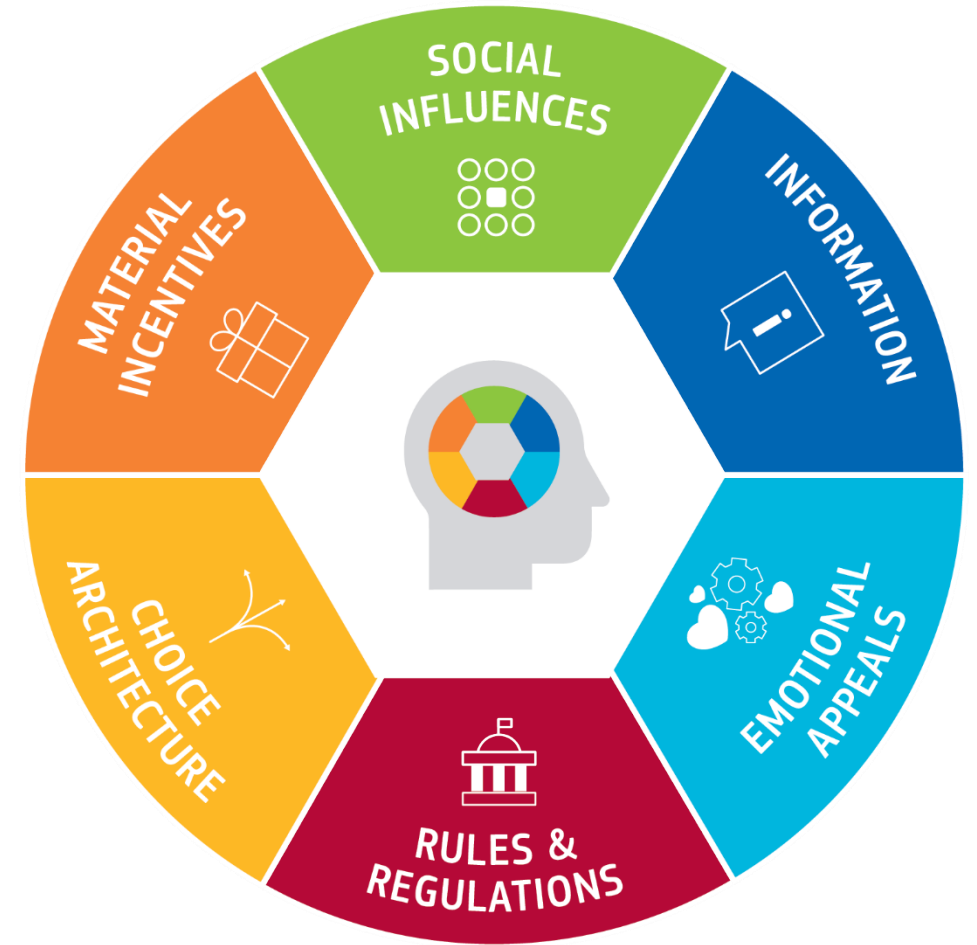 SOCIAL
INFLUENCES
INFORMATION
EMOTIONAL
APPEALS
RULES &
REGULATIONS
CHOICE
ARCHITECTURE
MATERIAL
INCENTIVES
i